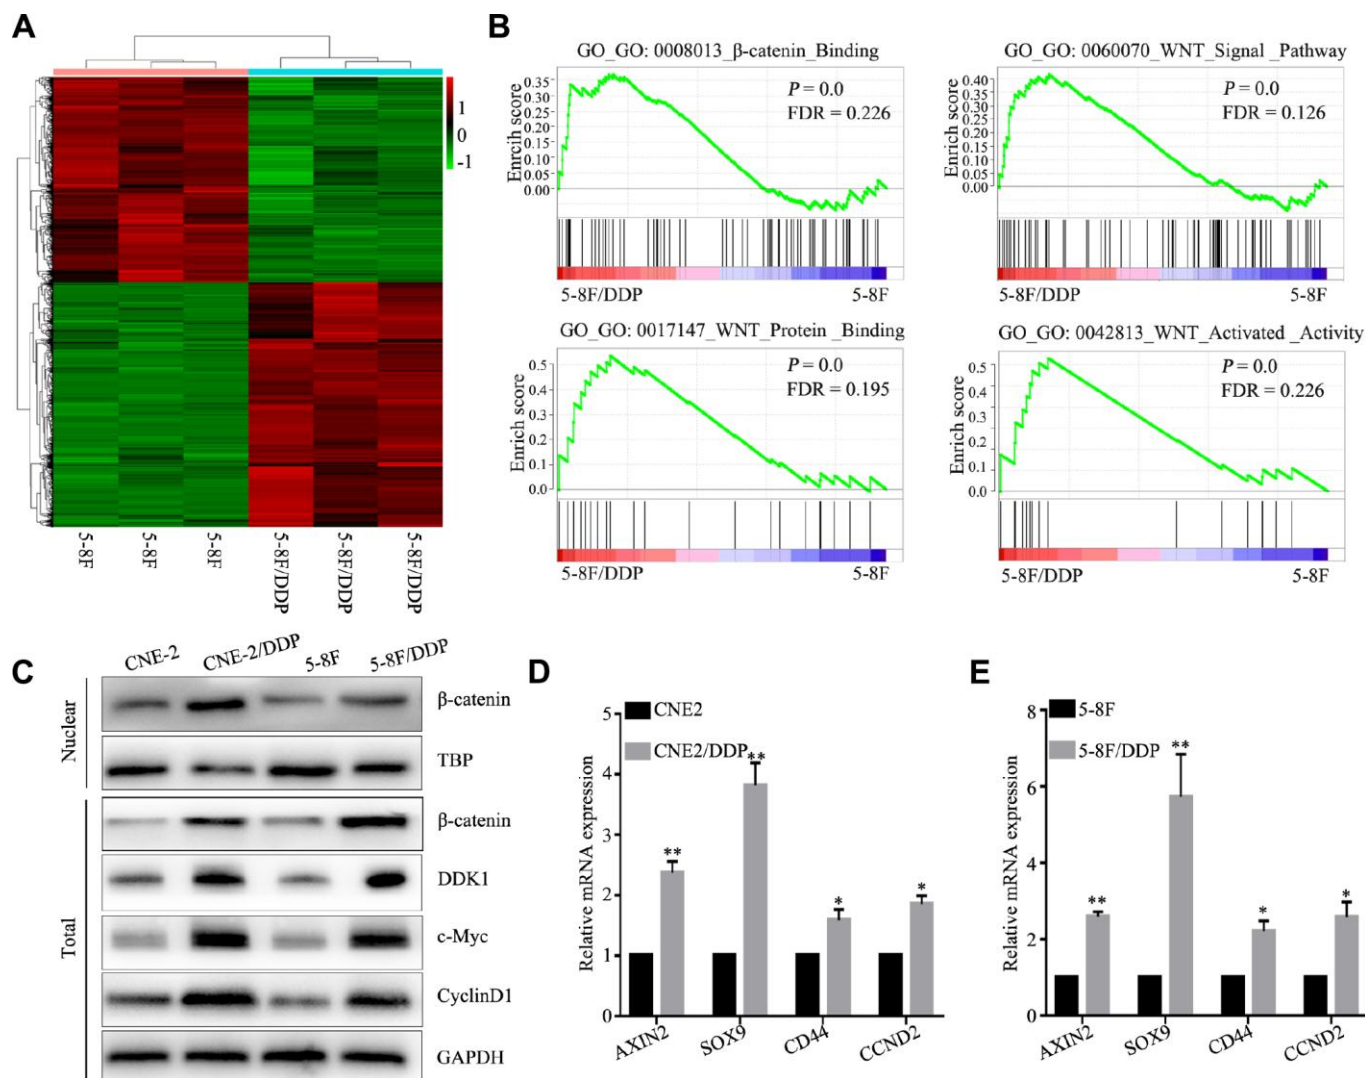 A
1
0
-1
5-8F
5-8F
5-8F
5-8F/DDP
5-8F/DDP
5-8F/DDP
B
GO_GO: 0008013_β-catenin_Binding
Enrcih score
0.35
0.30
0.25
0.20
0.15
0.10
0.05
0.00
P = 0.0
FDR = 0.226
5-8F/DDP
5-8F
GO_GO: 0060070_WNT_Signal _Pathway
Enrich score
0.40
0.35
0.30
0.25
0.20
0.15
0.10
0.05
0.00
P = 0.0
FDR = 0.126
5-8F/DDP
5-8F
GO_GO: 0017147_WNT_Protein _Binding
Enrich score
0.5
0.4
0.3
0.2
0.1
0.0
P = 0.0
FDR = 0.195
5-8F/DDP
5-8F
GO_GO: 0042813_WNT_Activated _Activity
Enrich score
0.5
0.4
0.3
0.2
0.1
0.0
P = 0.0
FDR = 0.226
5-8F/DDP
5-8F
C
CNE-2
CNE-2/DDP
5-8F
5-8F/DDP
Nuclear
β-catenin
TBP
Total
β-catenin
DDK1
c-Myc
CyclinD1
GAPDH
D
CNE2
CNE2/DDP
Relative mRNA expression
5
4
3
2
1
0
**
**
*
*
AXIN2
SOX9
CD44
CCND2
E
5-8F
5-8F/DDP
Relative mRNA expression
8
6
4
2
0
**
**
*
*
AXIN2
SOX9
CD44
CCND2